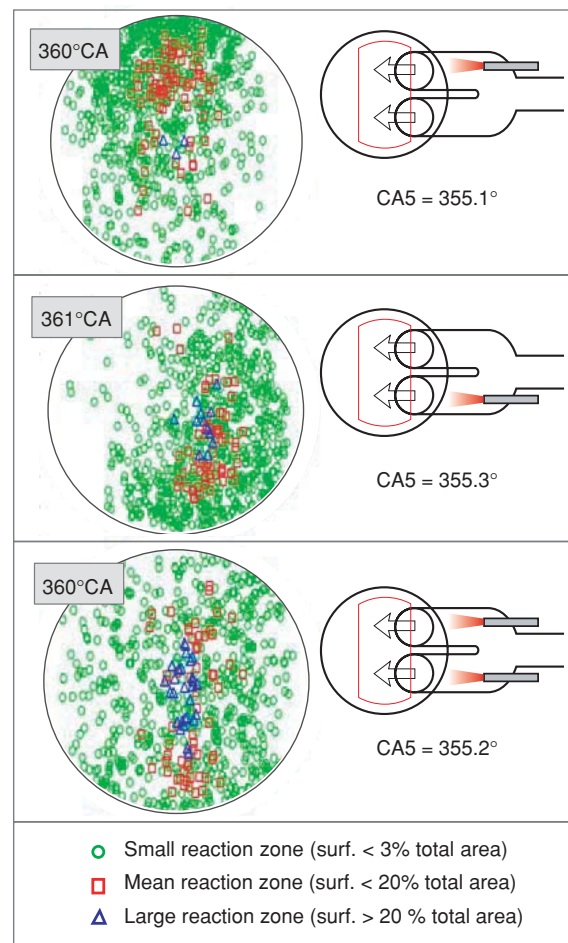 360°CA
CA5 = 355.1°
361°CA
CA5 = 355.3°
360°CA
CA5 = 355.2°
Small reaction zone (surf. < 3% total area)
Mean reaction zone (surf. < 20% total area)
Large reaction zone (surf. > 20 % total area)